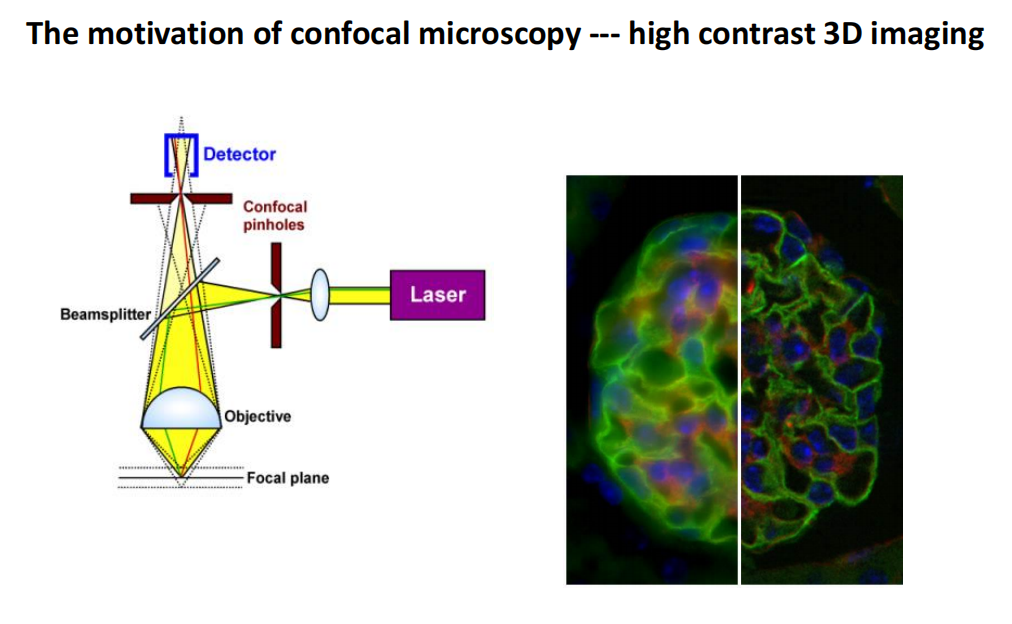 The motivation of confocal microscopy --- high contrast 3D imaging
Detector
Confocal
pinholes
Laser
Beamsplitter
Objective
Focal plane